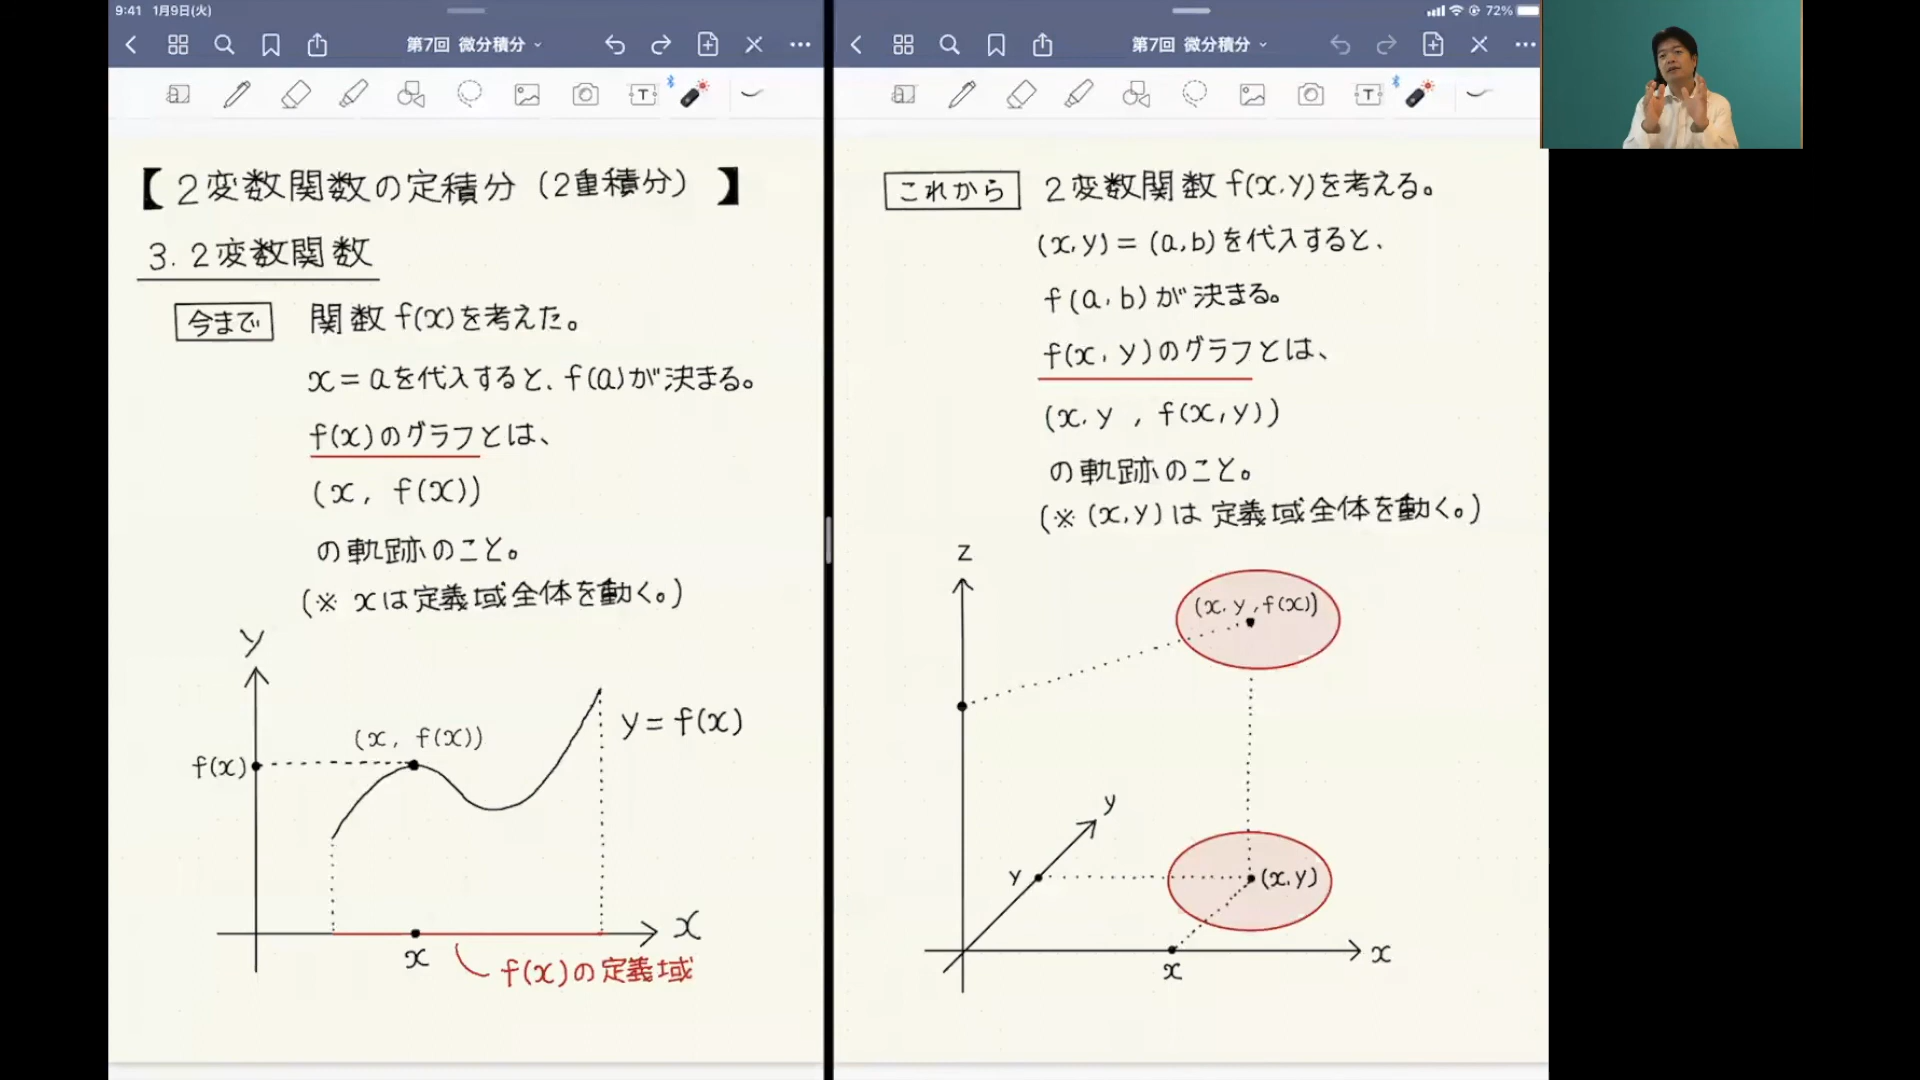 9:41 1月9日(火)
72%
第7回 微分積分
第7回 微分積分
【2変数関数の定積分(2重積分)】
3. 2変数関数
今まで 関数 f(x)を考えた。
x = aを代入すると、f(a)が決まる。
f(x)のグラフとは、
(x, f(x))
の軌跡のこと。
(※ xは定義域全体を動く。)
y
(x, f(x))
y = f(x)
f(x)
x
x
f(x)の定義域
これから 2変数関数 f(x,y)を考える。
(x,y) = (a,b)を代入すると、
f(a,b)が決まる。
f(x,y)のグラフとは、
(x.y , f(x,y))
の軌跡のこと。
(※ (x,y)は定義域全体を動く。)
z
(x.y ,f(x))
y
y
(x.y)
x
x